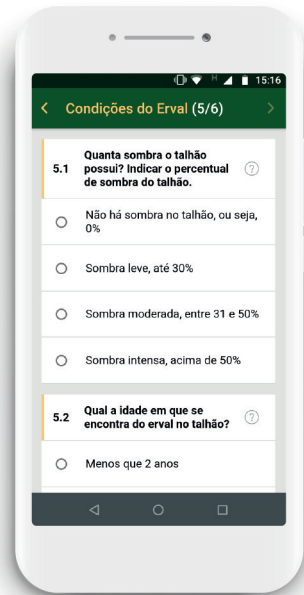 H 15:16
< Condições do Erval (5/6) >
Quanta sombra o talhão
5.1 possui? Indicar o percentual ?
de sombra do talhão.
Não há sombra no talhão, ou seja,
0%
Sombra leve, até 30%
Sombra moderada, entre 31 e 50%
Sombra intensa, acima de 50%
5.2 Qual a idade em que se ?
encontra do erval no talhão?
Menos que 2 anos